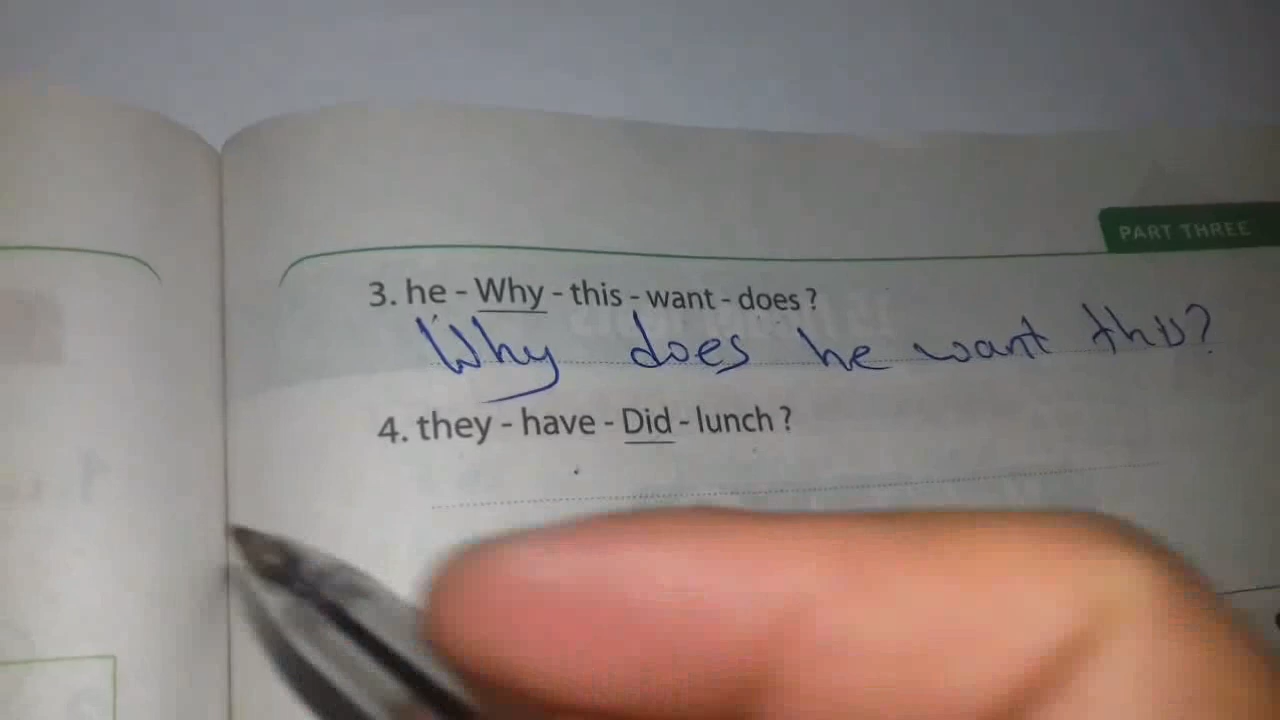 PART THREE
3. he - Why - this - want - does ?
Why does he want this?
4. they - have - Did - lunch ?